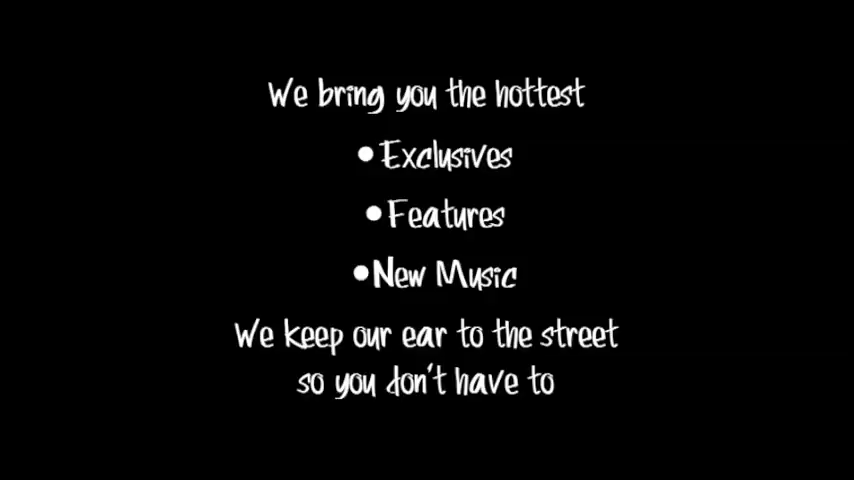 We bring you the hottest
•Exclusives
•Features
•New Music
We keep our ear to the street
so you don't have to